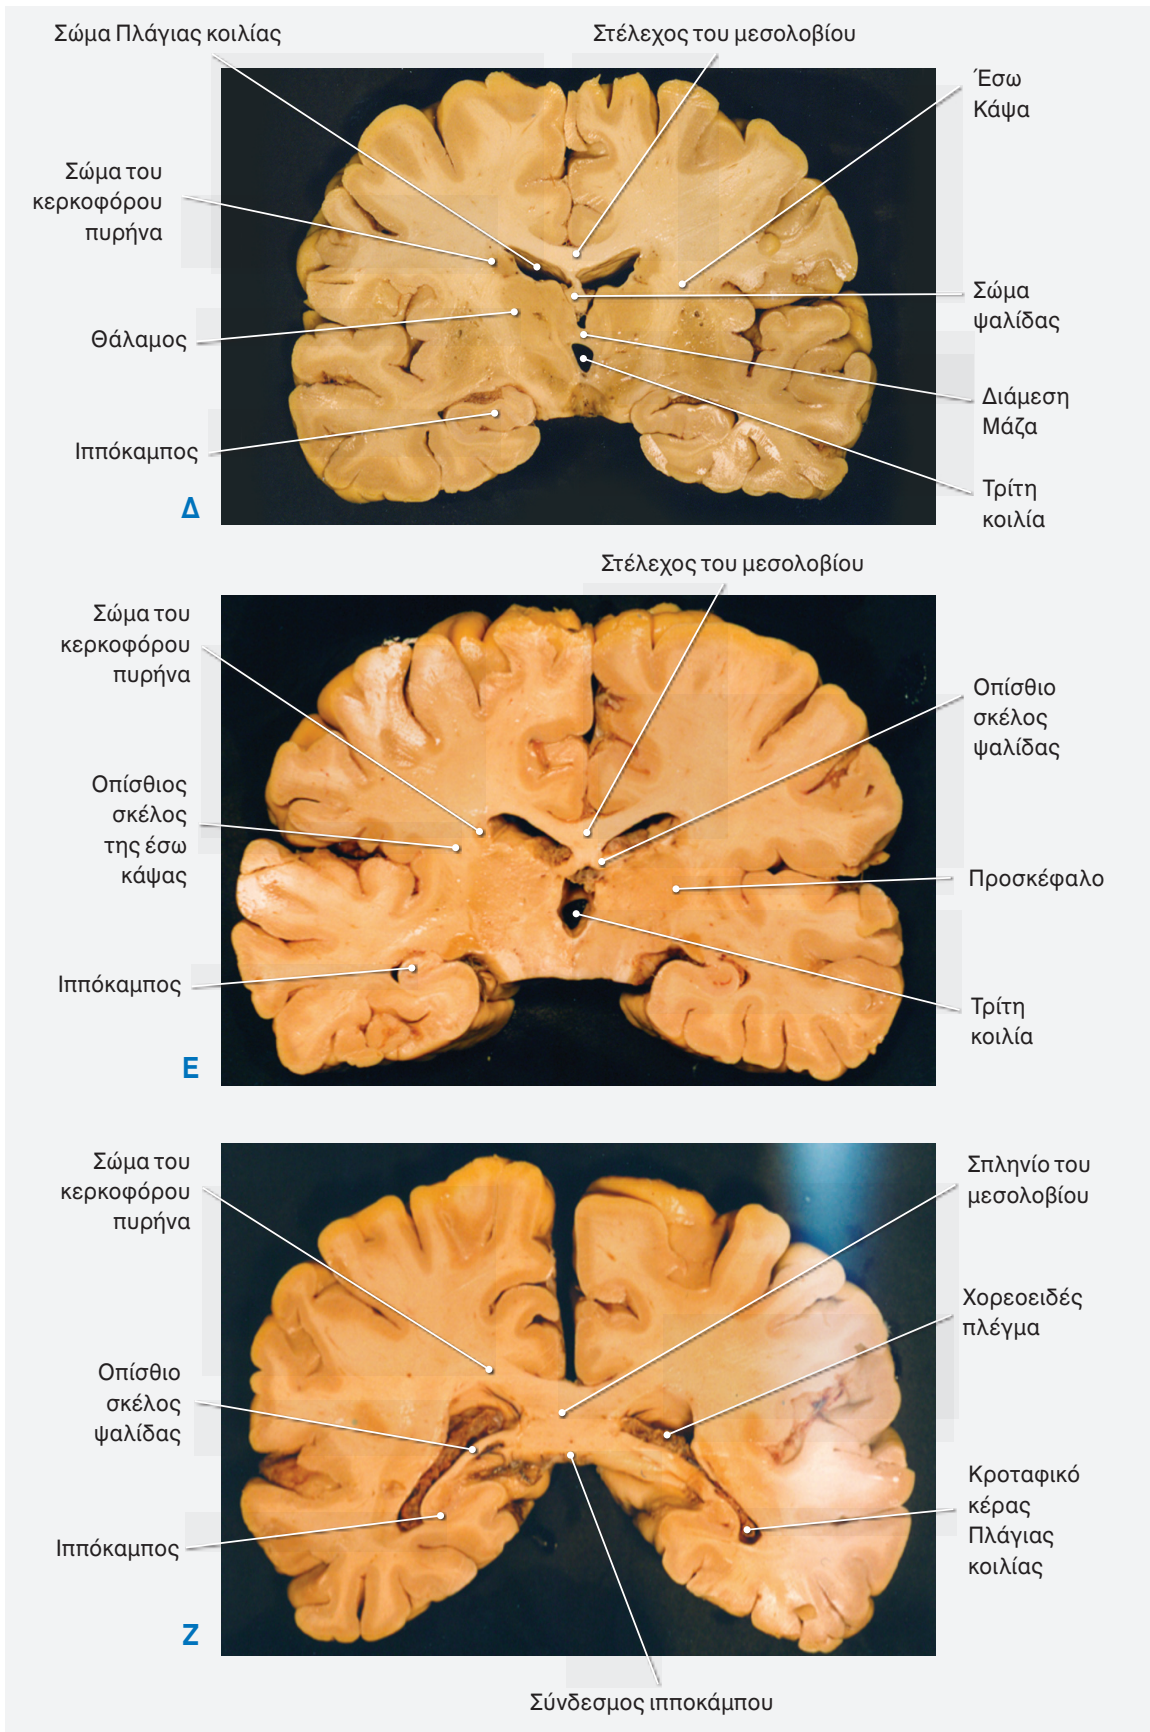 Σώμα Πλάγιας κοιλίας
Στέλεχος του μεσολοβίου
Έσω
Κάψα
Σώμα του
κερκοφόρου
πυρήνα
Σώμα
ψαλίδας
Θάλαμος
Διάμεση
Μάζα
Ιππόκαμπος
Τρίτη
κοιλία
Δ
Στέλεχος του μεσολοβίου
Σώμα του
κερκοφόρου
πυρήνα
Οπίσθιο
σκέλος
ψαλίδας
Οπίσθιος
σκέλος
της έσω
κάψας
Προσκέφαλο
Ιππόκαμπος
Τρίτη
κοιλία
Ε
Σώμα του
κερκοφόρου
πυρήνα
Σπληνίο του
μεσολοβίου
Χορεοειδές
πλέγμα
Οπίσθιο
σκέλος
ψαλίδας
Κροταφικό
κέρας
Πλάγιας
κοιλίας
Ιππόκαμπος
Ζ
Σύνδεσμος ιπποκάμπου